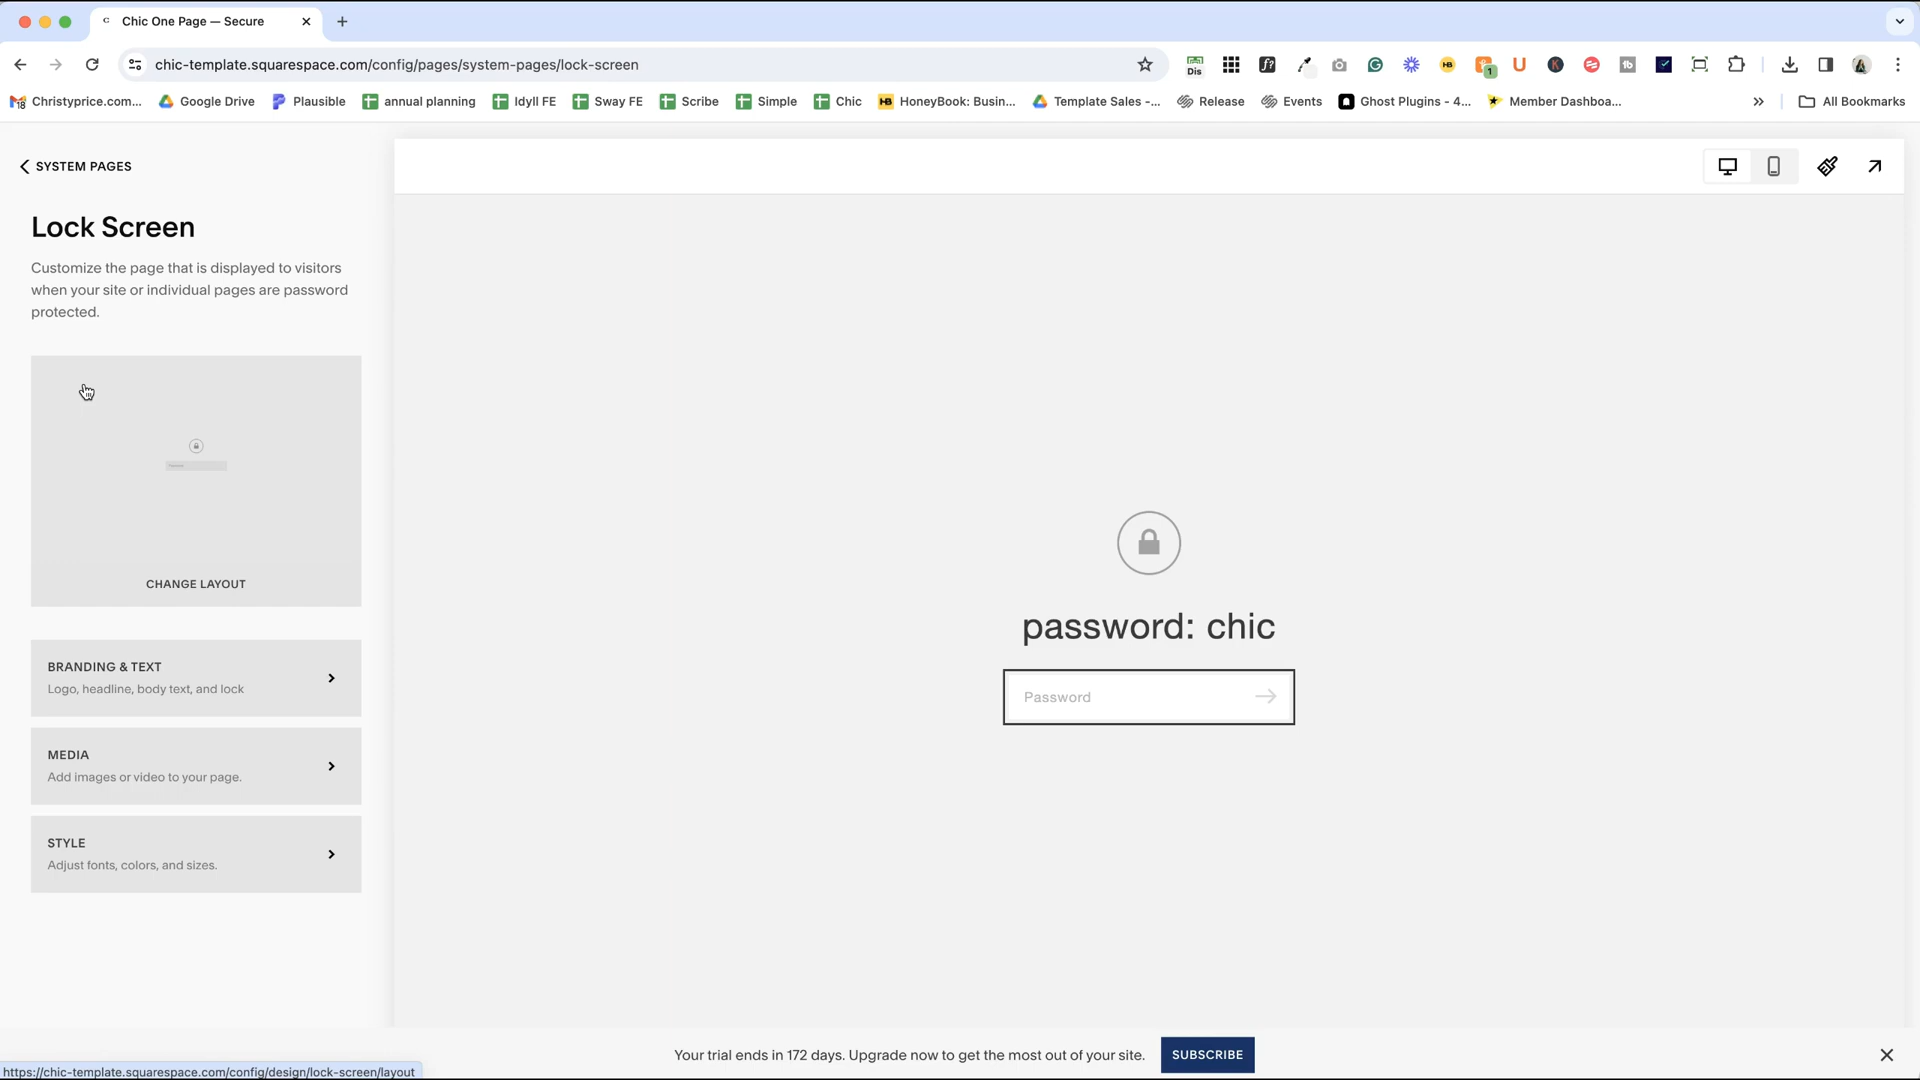 Chic One Page — Secure
chic-template.squarespace.com/config/pages/system-pages/lock-screen
Dis
1
18 Christyprice.com...
Google Drive
Plausible
annual planning
Idyll FE
Sway FE
Scribe
Simple
Chic
HB HoneyBook: Busin...
Template Sales -...
Release
Events
Ghost Plugins - 4...
Member Dashboa...
All Bookmarks
SYSTEM PAGES
Lock Screen
Customize the page that is displayed to visitors
when your site or individual pages are password
protected.
CHANGE LAYOUT
BRANDING & TEXT
Logo, headline, body text, and lock
MEDIA
Add images or video to your page.
STYLE
Adjust fonts, colors, and sizes.
password: chic
Password
Your trial ends in 172 days. Upgrade now to get the most out of your site.
SUBSCRIBE
https://chic-template.squarespace.com/config/design/lock-screen/layout